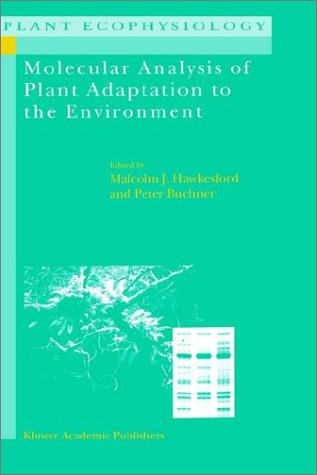 PLANT ECOPHYSIOLOGY
Molecular Analysis of
Plant Adaptation to
the Environment
Edited by
Malcolm J. Hawkesford
and Peter Buchner
Kluwer Academic Publishers